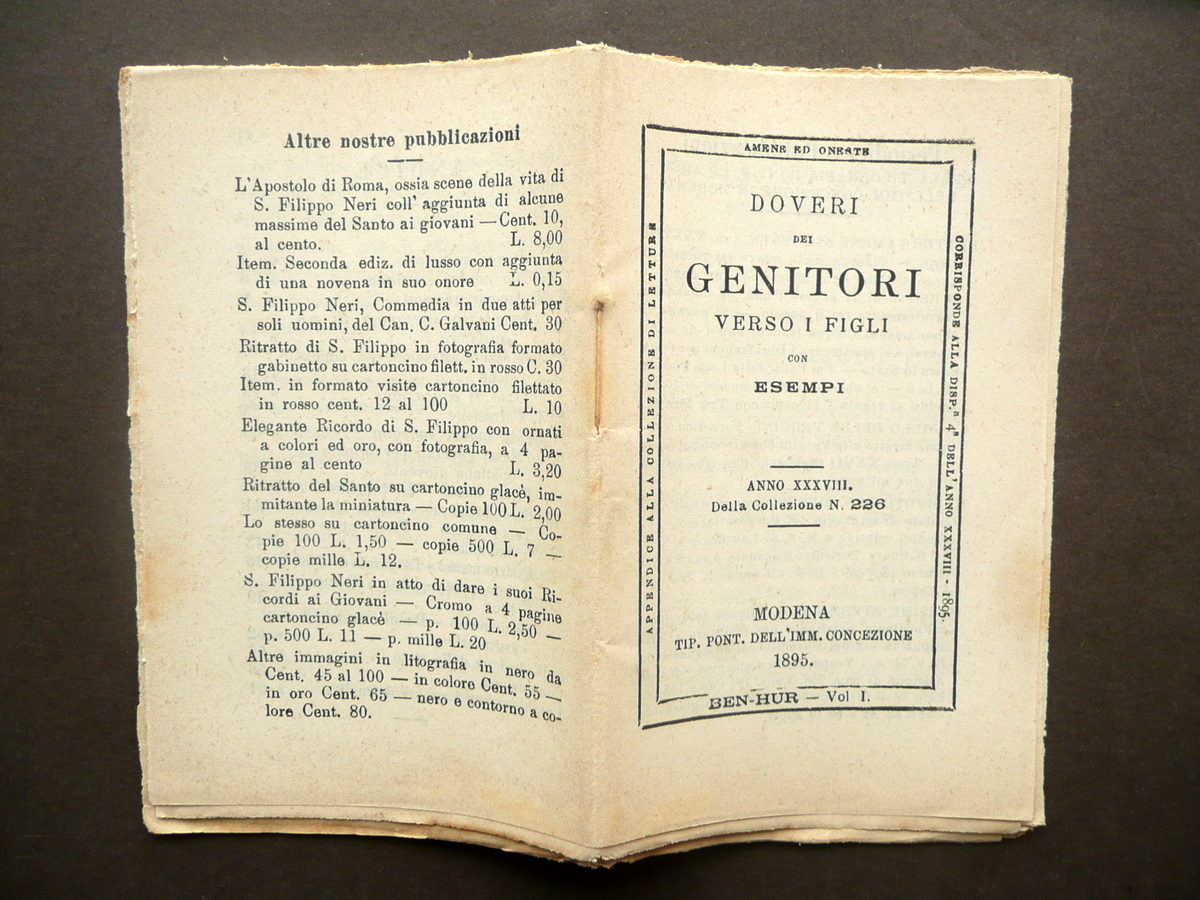 Altre nostre pubblicazioni
L'Apostolo di Roma, ossia scene della vita di
S. Filippo Neri coll' aggiunta di alcune
massime del Santo ai giovani — Cent. 10,
al cento. L. 8,00
Item. Seconda ediz. di lusso con aggiunta
di una novena in suo onore L. 0,15
S. Filippo Neri, Commedia in due atti per
soli uomini, del Can. C. Galvani Cent. 30
Ritratto di S. Filippo in fotografia formato
gabinetto su cartoncino filett. in rosso C. 30
Item. in formato visite cartoncino filettato
in rosso cent. 12 al 100 L. 10
Elegante Ricordo di S. Filippo con ornati
a colori ed oro, con fotografia, a 4 pa-
gine al cento L. 3,20
Ritratto del Santo su cartoncino glacè, im-
mitante la miniatura — Copie 100 L. 2,00
Lo stesso su cartoncino comune — Co-
pie 100 L. 1,50 — copie 500 L. 7 —
copie mille L. 12.
S. Filippo Neri in atto di dare i suoi Ri-
cordi ai Giovani — Cromo a 4 pagine
cartoncino glacè — p. 100 L. 2,50 —
p. 500 L. 11 — p. mille L. 20
Altre immagini in litografia in nero da
Cent. 45 al 100 — in colore Cent. 55 —
in oro Cent. 65 — nero e contorno a co-
lore Cent. 80.
APPENDICE ALLA COLLEZIONE DI LETTURE
AMENE ED ONESTE
CORRISPONDE ALLA DISP.ª 4ª DELL'ANNO XXXVIII - 1895.
DOVERI
DEI
GENITORI
VERSO I FIGLI
CON
ESEMPI
ANNO XXXVIII.
Della Collezione N. 226
MODENA
TIP. PONT. DELL'IMM. CONCEZIONE
1895.
BEN-HUR — Vol I.